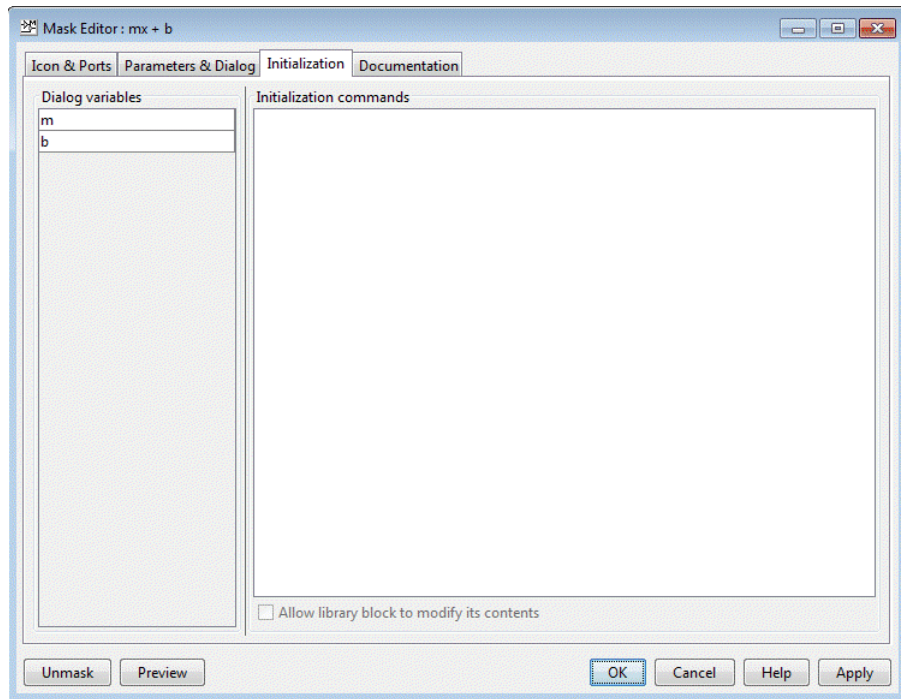 Mask Editor : mx + b
Icon & Ports Parameters & Dialog Initialization Documentation
Dialog variables
m
b
Initialization commands
Allow library block to modify its contents
Unmask Preview OK Cancel Help Apply